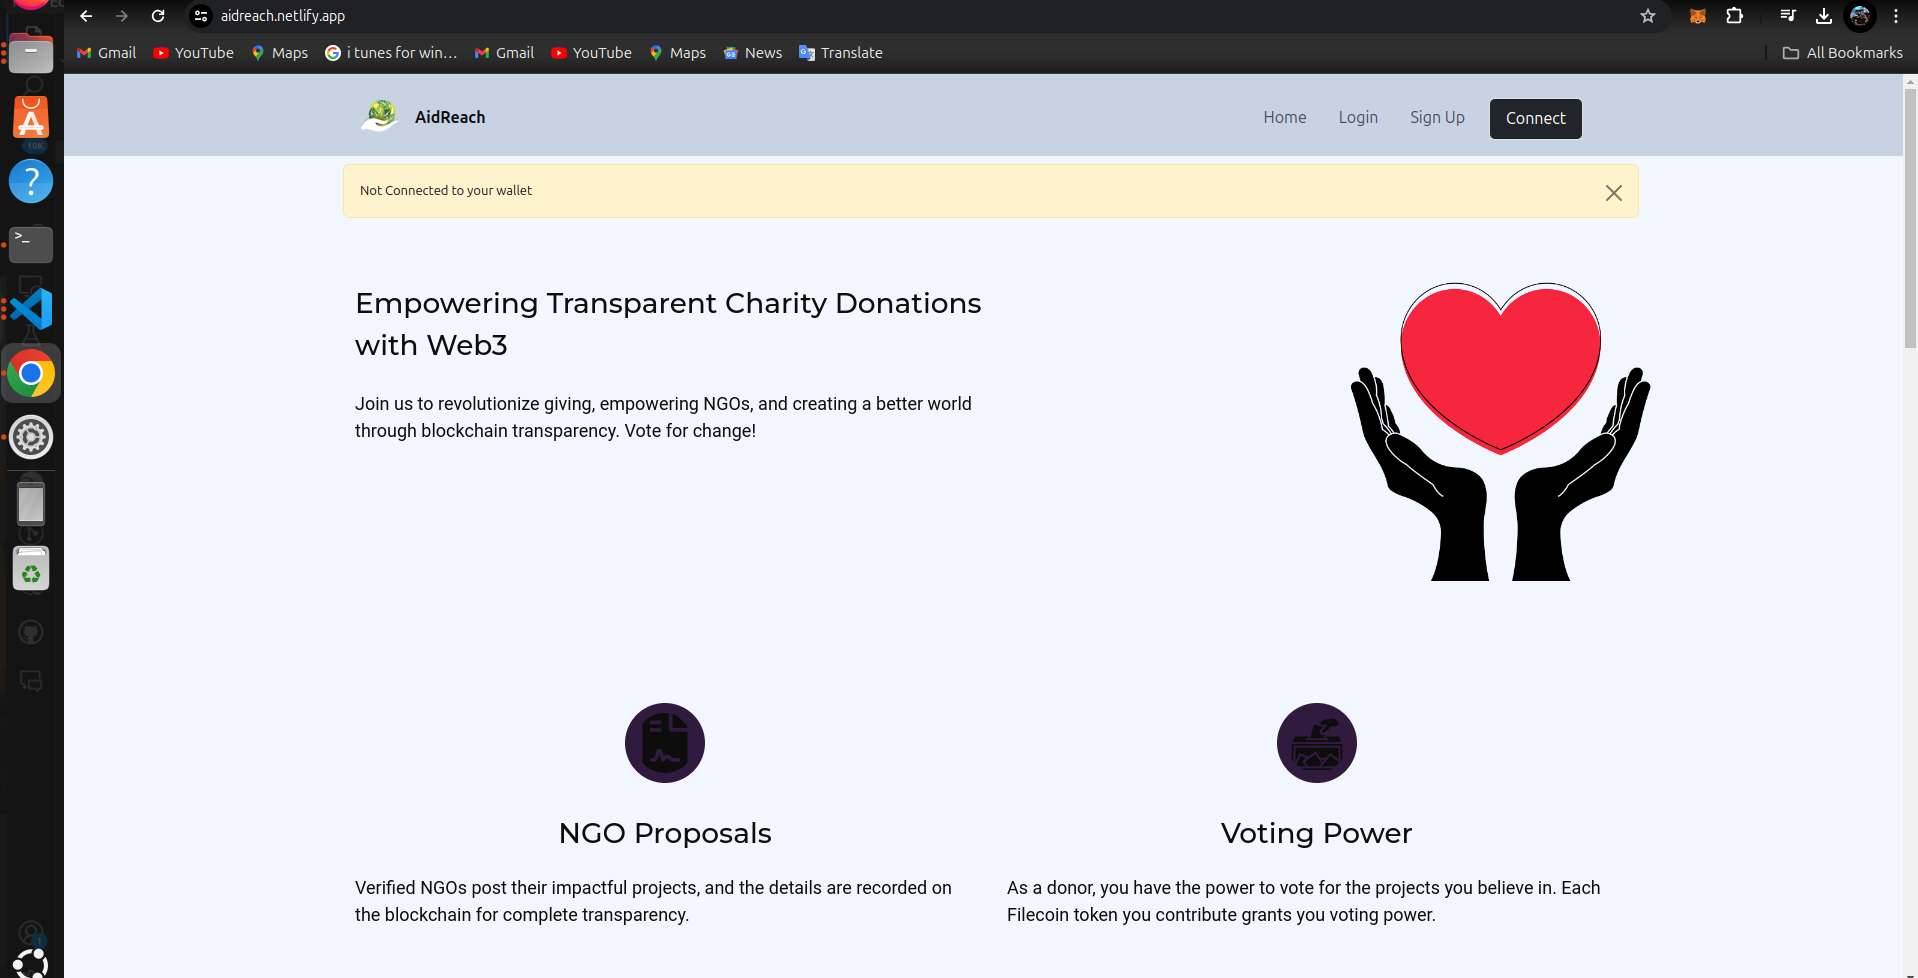 aidreach.netlify.app
Gmail YouTube Maps i tunes for win... Gmail YouTube Maps News Translate All Bookmarks
AidReach Home Login Sign Up Connect
Not Connected to your wallet
Empowering Transparent Charity Donations
with Web3
Join us to revolutionize giving, empowering NGOs, and creating a better world
through blockchain transparency. Vote for change!
NGO Proposals
Verified NGOs post their impactful projects, and the details are recorded on
the blockchain for complete transparency.
Voting Power
As a donor, you have the power to vote for the projects you believe in. Each
Filecoin token you contribute grants you voting power.
10K
1